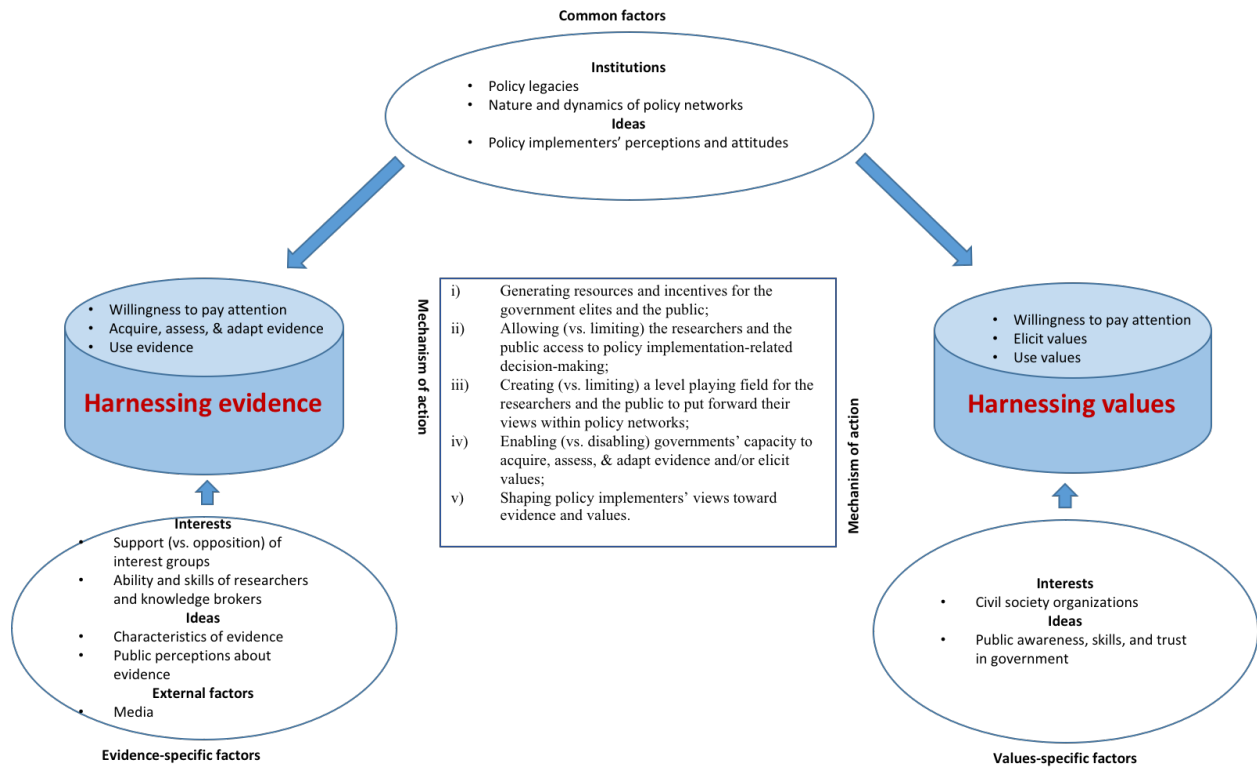 Common factors
Institutions
• Policy legacies
• Nature and dynamics of policy networks
Ideas
• Policy implementers' perceptions and attitudes
• Willingness to pay attention
• Acquire, assess, & adapt evidence
• Use evidence
Harnessing evidence
Mechanism of action
i) Generating resources and incentives for the
government elites and the public;
ii) Allowing (vs. limiting) the researchers and the
public access to policy implementation-related
decision-making;
iii) Creating (vs. limiting) a level playing field for the
researchers and the public to put forward their
views within policy networks;
iv) Enabling (vs. disabling) governments' capacity to
acquire, assess, & adapt evidence and/or elicit
values;
v) Shaping policy implementers' views toward
evidence and values.
Mechanism of action
• Willingness to pay attention
• Elicit values
• Use values
Harnessing values
Interests
• Support (vs. opposition) of
interest groups
• Ability and skills of researchers
and knowledge brokers
Ideas
• Characteristics of evidence
• Public perceptions about
evidence
External factors
• Media
Evidence-specific factors
Interests
• Civil society organizations
Ideas
• Public awareness, skills, and trust
in government
Values-specific factors